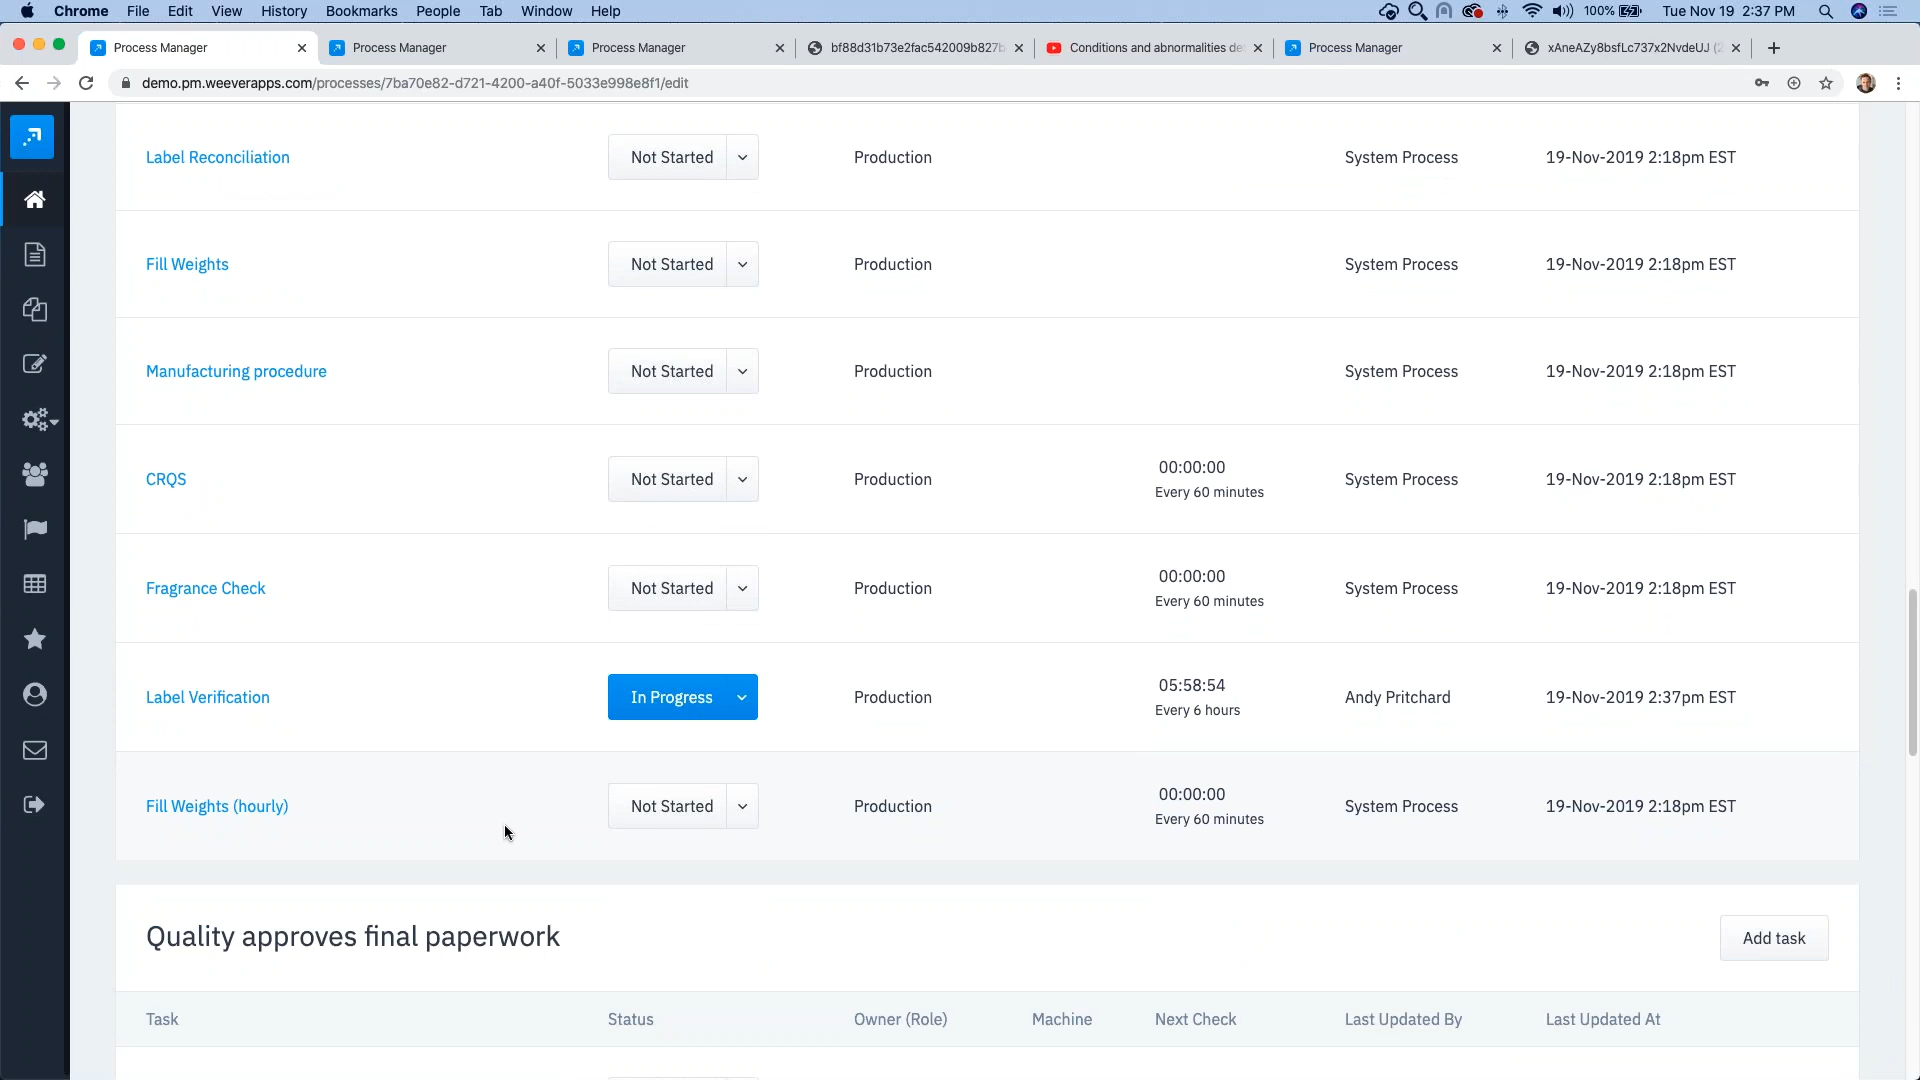 Chrome File Edit View History Bookmarks People Tab Window Help 100% Tue Nov 19 2:37 PM
Process Manager Process Manager Process Manager bf88d31b73e2fac542009b827b Conditions and abnormalities de Process Manager xAneAZy8bsfLc737x2NvdeUJ (2
demo.pm.weeverapps.com/processes/7ba70e82-d721-4200-a40f-5033e998e8f1/edit
Label Reconciliation Not Started Production System Process 19-Nov-2019 2:18pm EST
Fill Weights Not Started Production System Process 19-Nov-2019 2:18pm EST
Manufacturing procedure Not Started Production System Process 19-Nov-2019 2:18pm EST
CRQS Not Started Production 00:00:00 System Process 19-Nov-2019 2:18pm EST
Every 60 minutes
Fragrance Check Not Started Production 00:00:00 System Process 19-Nov-2019 2:18pm EST
Every 60 minutes
Label Verification In Progress Production 05:58:54 Andy Pritchard 19-Nov-2019 2:37pm EST
Every 6 hours
Fill Weights (hourly) Not Started Production 00:00:00 System Process 19-Nov-2019 2:18pm EST
Every 60 minutes
Quality approves final paperwork Add task
Task Status Owner (Role) Machine Next Check Last Updated By Last Updated At